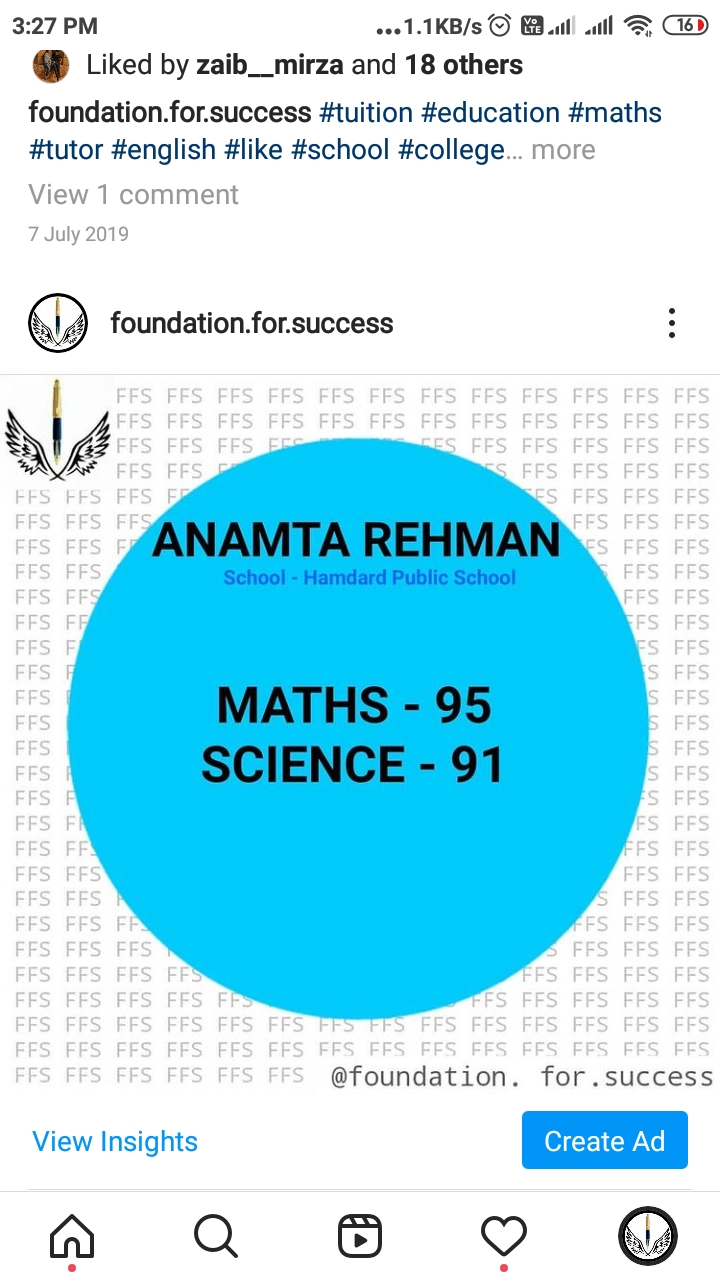 3:27 PM ...1.1KB/s Vo LTE 16
Liked by zaib__mirza and 18 others
foundation.for.success #tuition #education #maths
#tutor #english #like #school #college... more
View 1 comment
7 July 2019
foundation.for.success
FFS FFS FFS FFS FFS FFS FFS FFS FFS FFS FFS FFS
ANAMTA REHMAN
School - Hamdard Public School
MATHS - 95
SCIENCE - 91
@foundation. for.success
View Insights
Create Ad